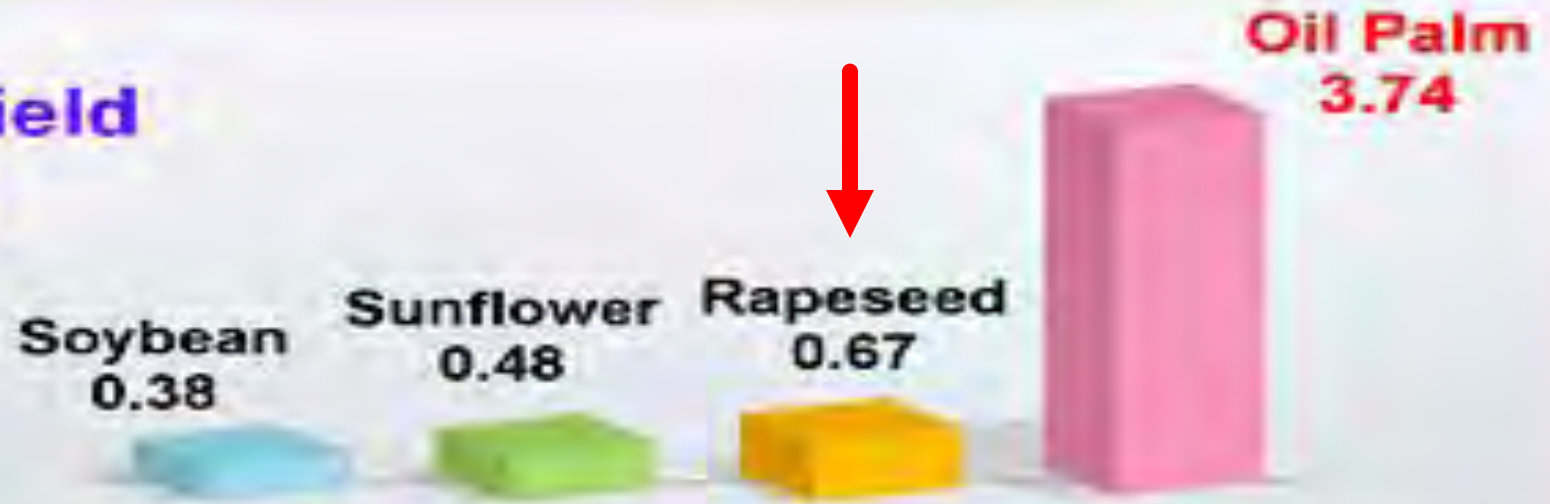 ield
Soybean
0.38
Sunflower
0.48
Rapeseed
0.67
Oil Palm
3.74